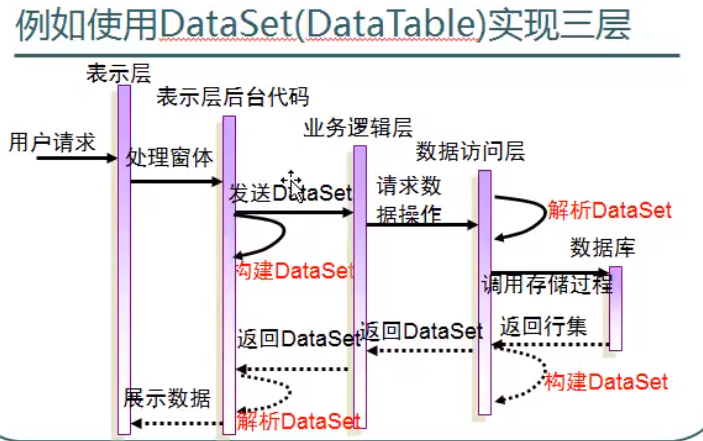 例如使用DataSet(DataTable)实现三层
表示层
表示层后台代码
业务逻辑层
数据访问层
用户请求
处理窗体
发送DataSet
请求数
据操作
解析DataSet
数据库
构建DataSet
调用存储过程
返回DataSet
返回DataSet
返回行集
构建DataSet
展示数据
解析DataSet